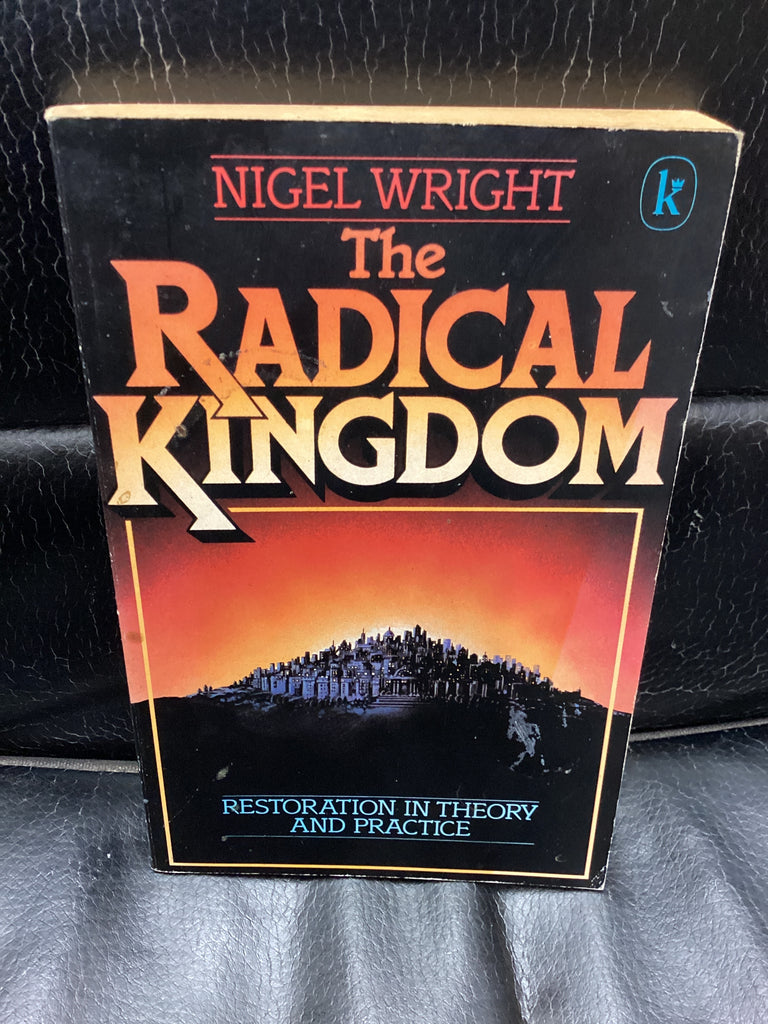 NIGEL WRIGHT
k
The
RADICAL
KINGDOM
RESTORATION IN THEORY
AND PRACTICE